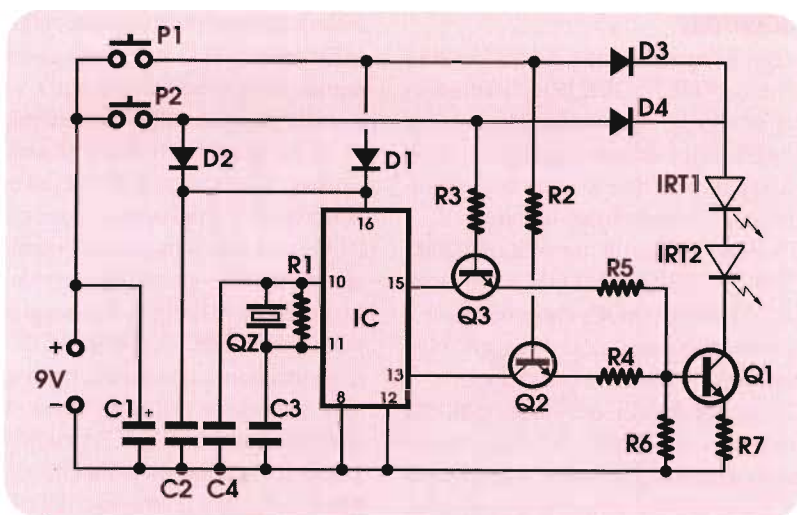 P1
D3
P2
D4
D2
D1
IRT1
R3
R2
16
IRT2
R1
10
15
R5
Q3
IC
QZ
11
+
9V
13
R4
Q1
Q2
−
C1 +
C3
8
12
R6
R7
C2
C4